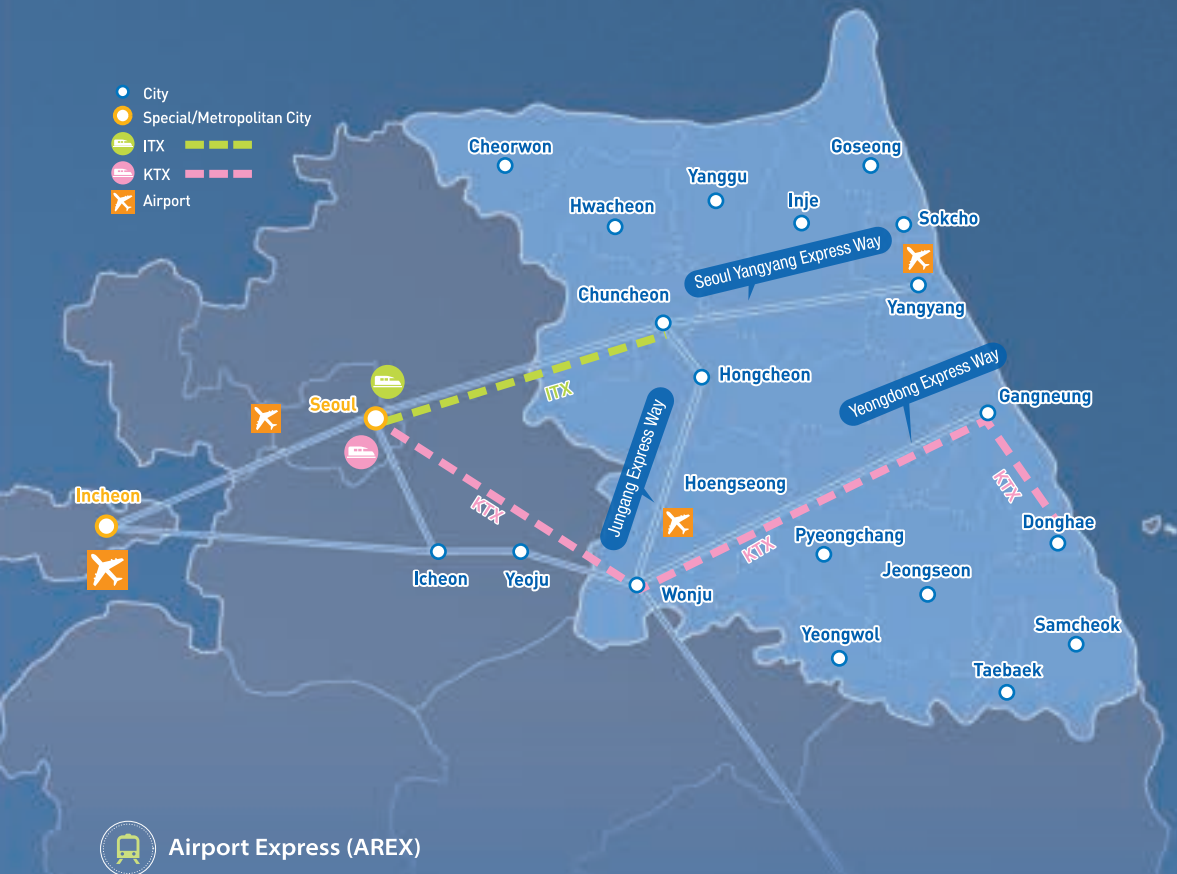 City
Special/Metropolitan City
ITX
KTX
Airport
Cheorwon
Goseong
Yanggu
Inje
Hwacheon
Sokcho
Seoul Yangyang Express Way
Chuncheon
Yangyang
Hongcheon
Yeongdong Express Way
ITX
Gangneung
Seoul
Jungang Express Way
Hoengseong
KTX
Incheon
KTX
Donghae
Pyeongchang
KTX
Icheon
Yeoju
Jeongseon
Wonju
Samcheok
Yeongwol
Taebaek
Airport Express (AREX)